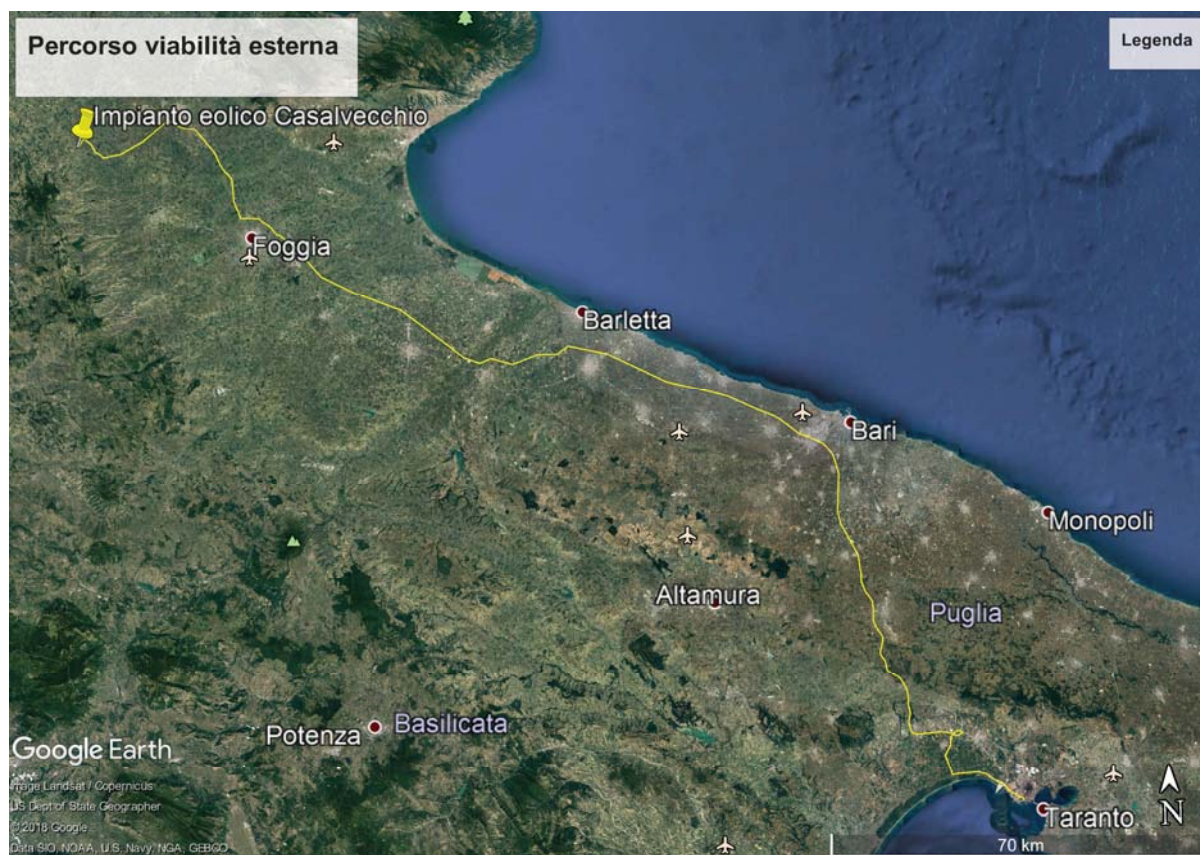 Percorso viabilità esterna
Legenda
Impianto eolico Casalvecchio
Foggia
Barletta
Bari
Monopoli
Altamura
Puglia
Potenza
Basilicata
Google Earth
Image Landsat / Copernicus
US Dept of State Geographer
© 2018 Google
Data SIO, NOAA, U.S. Navy, NGA, GEBCO
Taranto
N
70 km